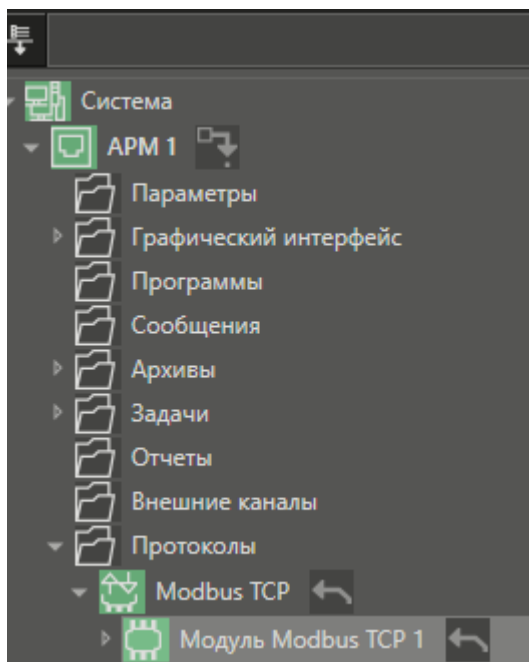 Система
АРМ 1
Параметры
Графический интерфейс
Программы
Сообщения
Архивы
Задачи
Отчеты
Внешние каналы
Протоколы
Modbus TCP
Модуль Modbus TCP 1